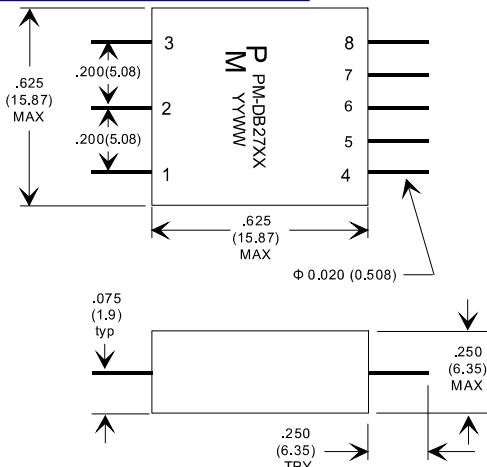 .625
(15.87)
MAX
3
.200(5.08)
2
.200(5.08)
1
P
M
PM-DB27XX
YYWW
8
7
6
5
4
.625
(15.87)
MAX
Φ 0.020 (0.508)
.075
(1.9)
typ
.250
(6.35)
MAX
.250
(6.35)